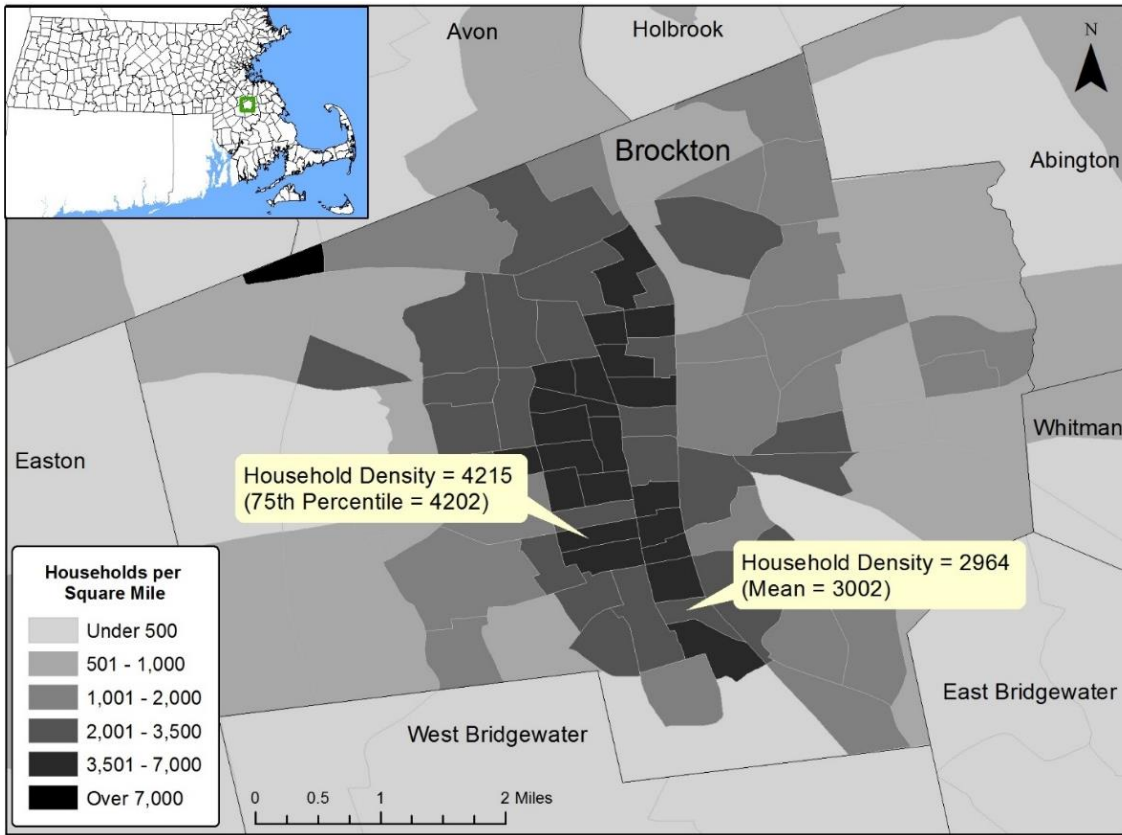 Avon
Holbrook
N
Brockton
Abington
Easton
Whitman
Household Density = 4215
(75th Percentile = 4202)
Household Density = 2964
(Mean = 3002)
Households per
Square Mile
Under 500
501 - 1,000
1,001 - 2,000
2,001 - 3,500
3,501 - 7,000
Over 7,000
West Bridgewater
East Bridgewater
0 0.5 1 2 Miles